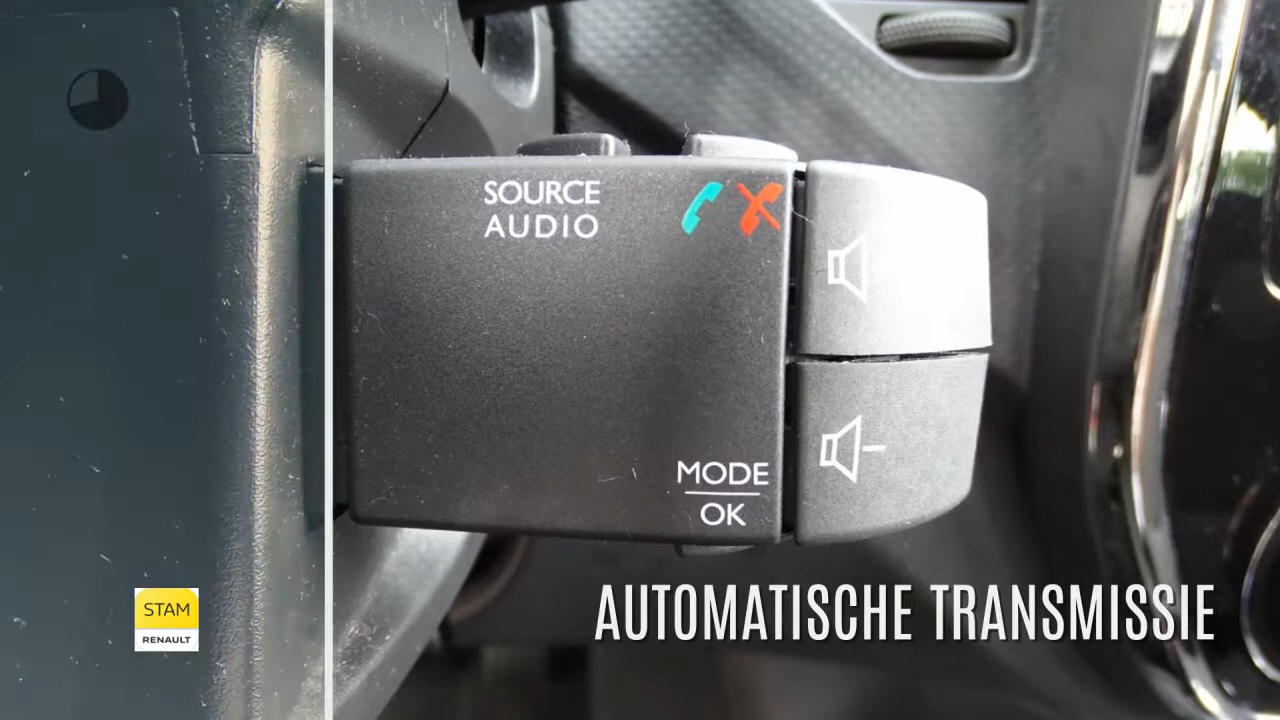 SOURCE
AUDIO
MODE
OK
STAM
RENAULT
AUTOMATISCHE TRANSMISSIE